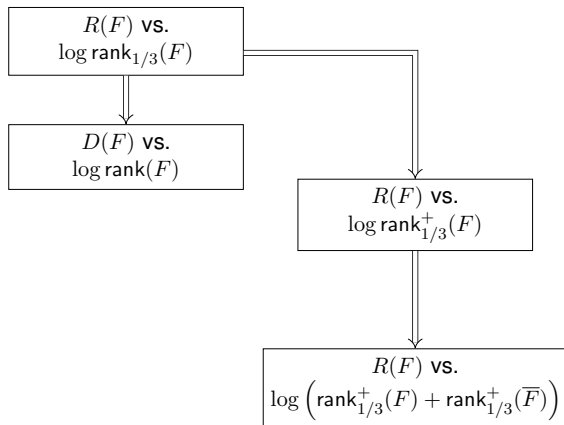 R(F) vs.
log rank_{1/3}(F)
D(F) vs.
log rank(F)
R(F) vs.
log rank^+_{1/3}(F)
R(F) vs.
log (rank^+_{1/3}(F) + rank^+_{1/3}(F̅))